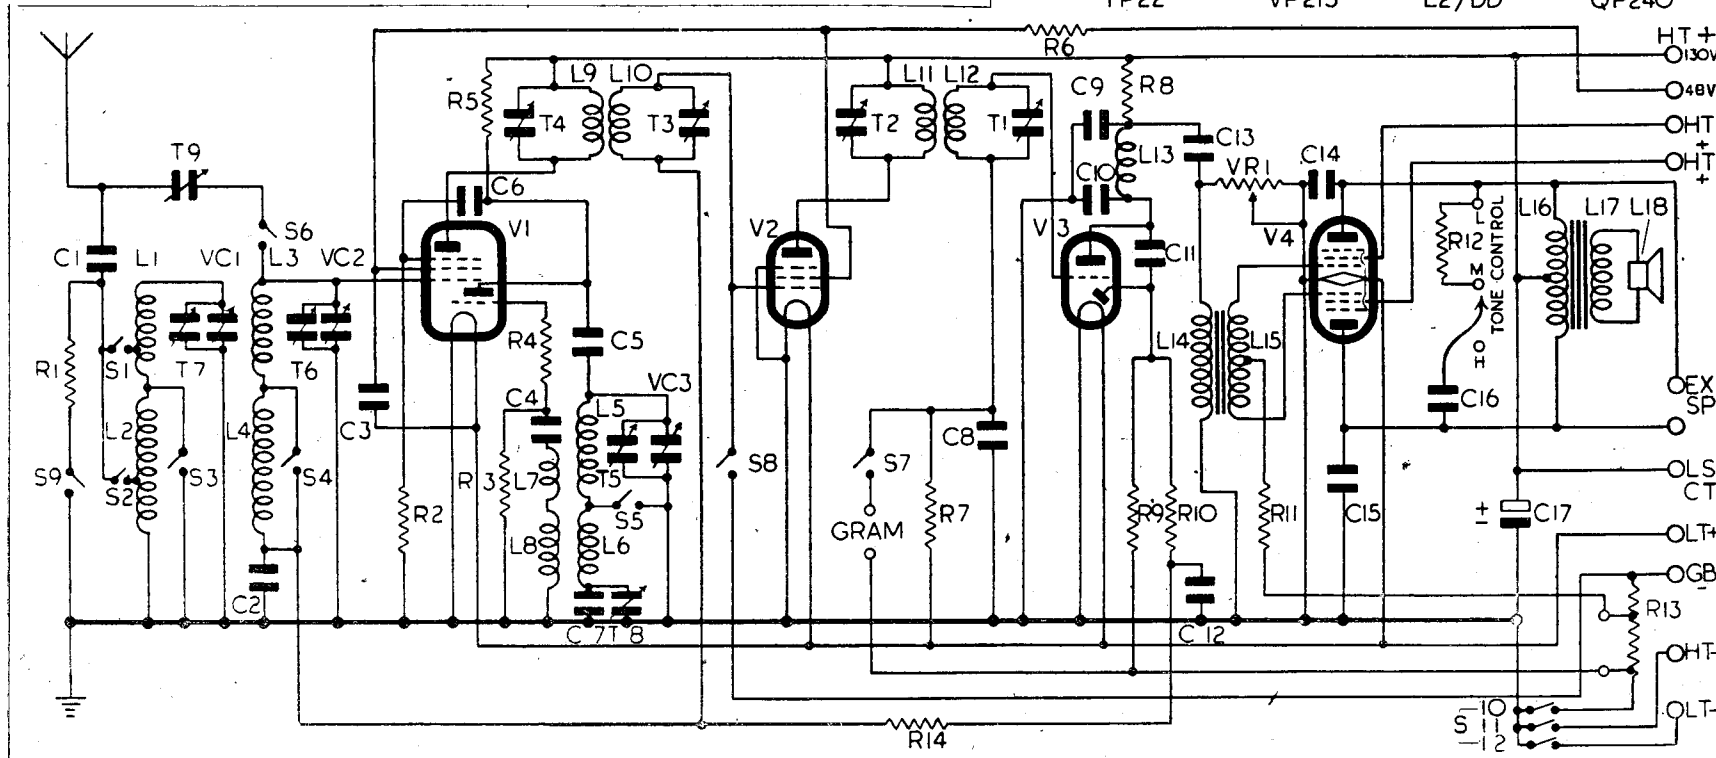 TP22 VP215 L2/DD QP240
R6
HT +
130V
48V
HT
+
HT
+
L9 L10 L11 L12
C9 R8
R5 T4 T3 T2 T1
C13
L13
C10
VR1 C14
T9
C6
V1 V2 V3 V4
S6
L3
C1 L1 VC1 VC2
C11
L
R12
M
TONE CONTROL
H
L16 L17 L18
R1 S1 T7 T6
R4 C5
L14 L15
VC3
C4 L5
C16
EX
SP
L2 L4 C3
C8
S9 S2 S3 S4
R3 L7 T5 S5
S8 S7
GRAM
R7
R2
L8 L6
R9 R10 R11 C15
+
-
C17
LS
CT
LT+
GB
-
C2
C7 T8
C12
R13
HT-
R14
S
-10
-11
-12
LT-